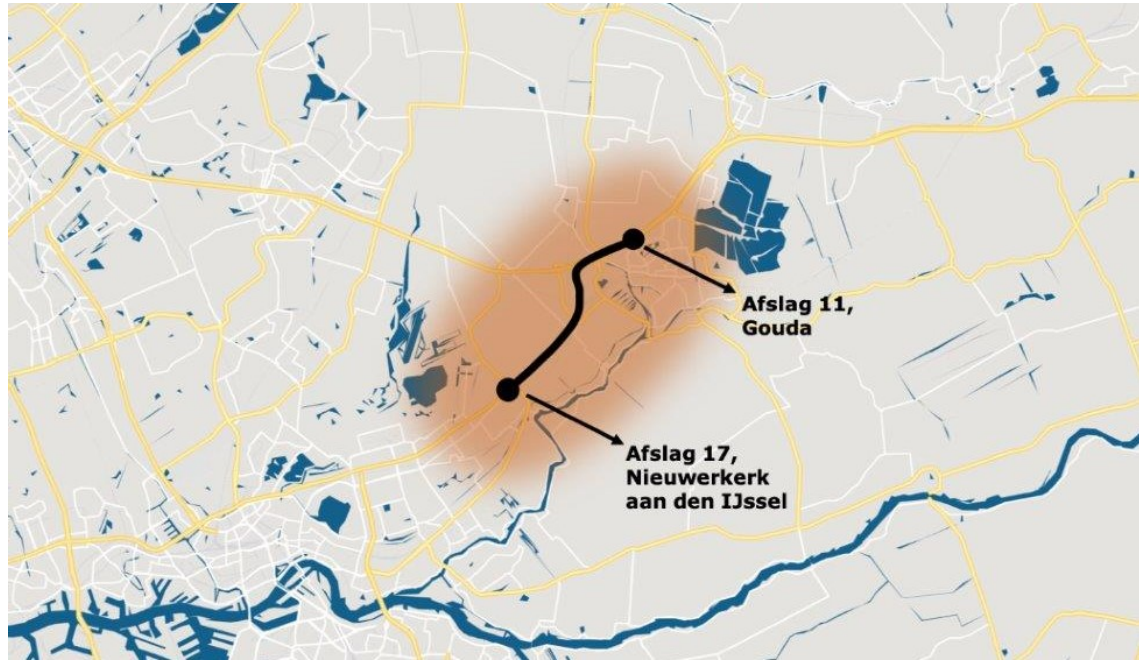 Afslag 11,
Gouda
Afslag 17,
Nieuwerkerk
aan den IJssel